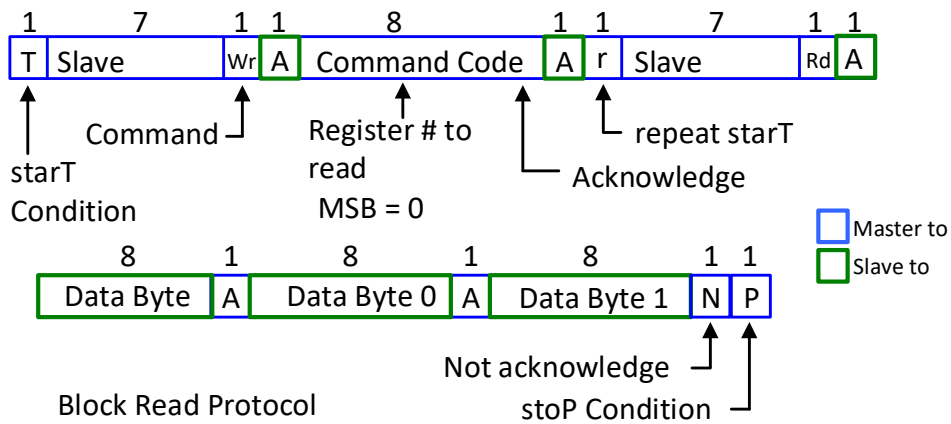 1 7 1 1 8 1 1 7 1 1
T Slave Wr A Command Code A r Slave Rd A
Command
Register # to
read
MSB = 0
repeat starT
Acknowledge
starT
Condition
Master to
Slave to
8 1 8 1 8 1 1
Data Byte A Data Byte 0 A Data Byte 1 N P
Not acknowledge
stoP Condition
Block Read Protocol